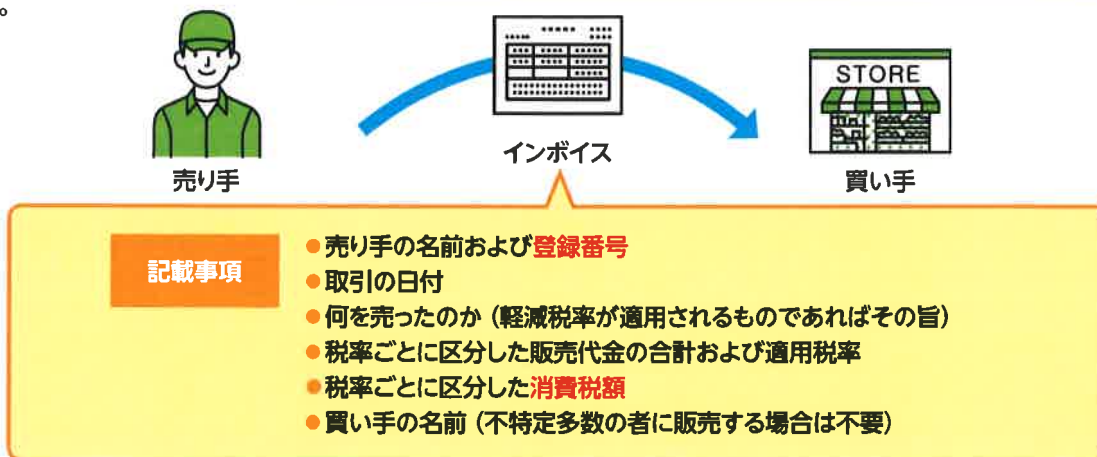 。
STORE
インボイス
売り手
買い手
記載事項
●売り手の名前および登録番号
●取引の日付
●何を売ったのか（軽減税率が適用されるものであればその旨）
●税率ごとに区分した販売代金の合計および適用税率
●税率ごとに区分した消費税額
●買い手の名前（不特定多数の者に販売する場合は不要）